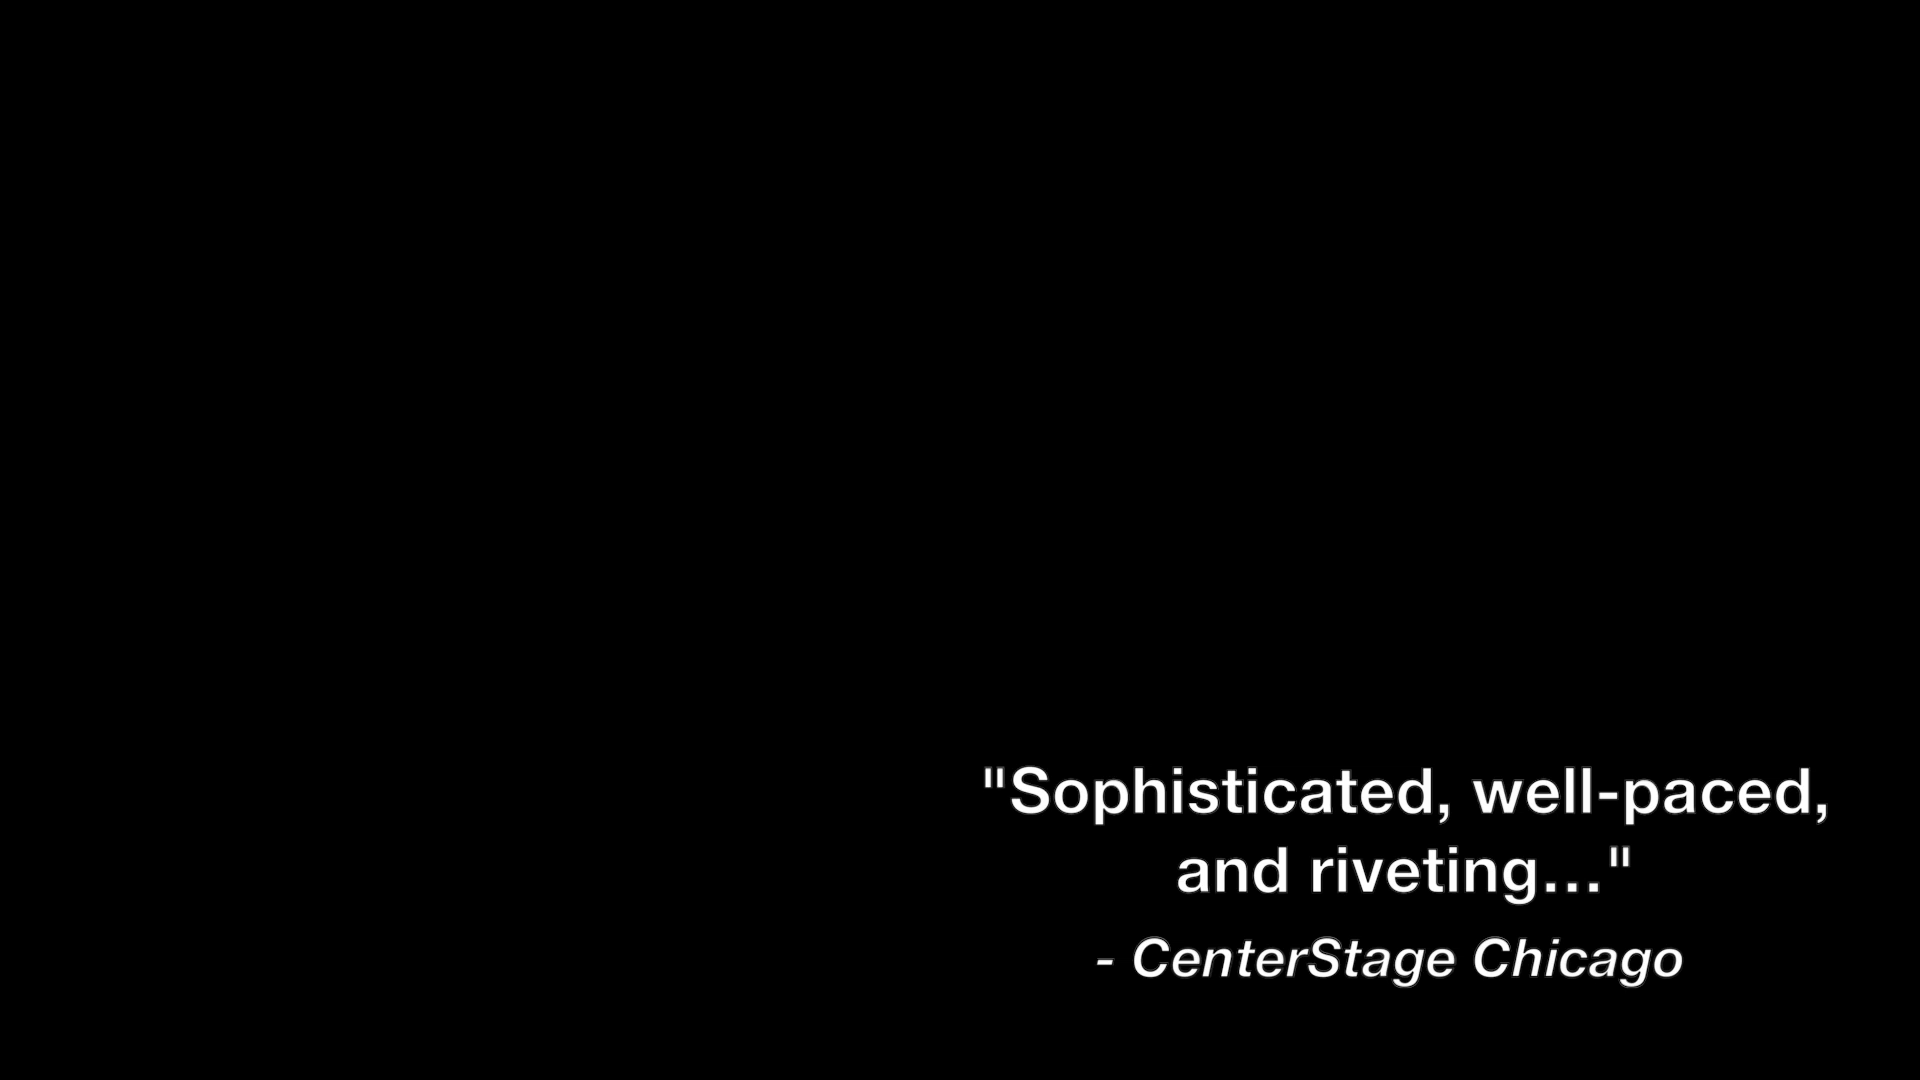 "Sophisticated, well-paced,
and riveting..."
- CenterStage Chicago